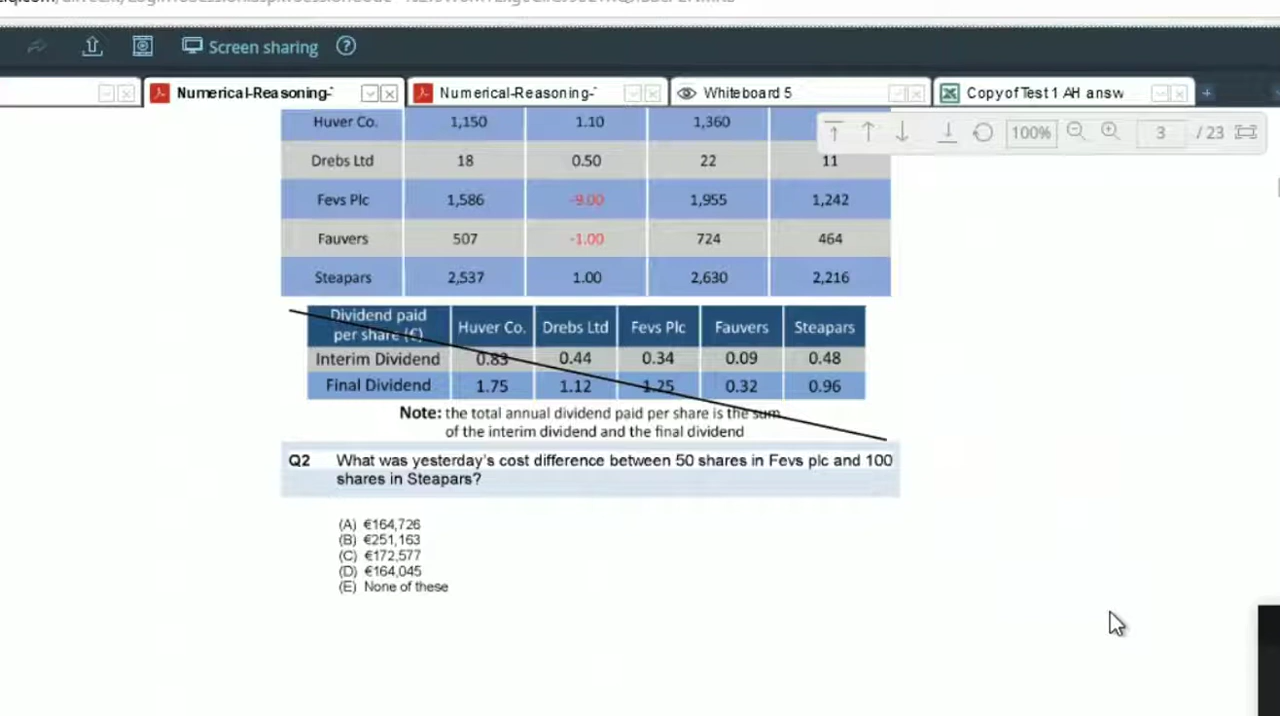 Screen sharing
Numerical-Reasoning- Numerical-Reasoning- Whiteboard 5 Copy of Test 1 AH answ
100% 3 / 23
Huver Co. 1,150 1.10 1,360
Drebs Ltd 18 0.50 22 11
Fevs Plc 1,586 -9.00 1,955 1,242
Fauvers 507 -1.00 724 464
Steapars 2,537 1.00 2,630 2,216
Dividend paid
per share (€) Huver Co. Drebs Ltd Fevs Plc Fauvers Steapars
Interim Dividend 0.83 0.44 0.34 0.09 0.48
Final Dividend 1.75 1.12 1.25 0.32 0.96
Note: the total annual dividend paid per share is the sum
of the interim dividend and the final dividend
Q2 What was yesterday's cost difference between 50 shares in Fevs plc and 100
shares in Steapars?
(A) €164,726
(B) €251,163
(C) €172,577
(D) €164,045
(E) None of these